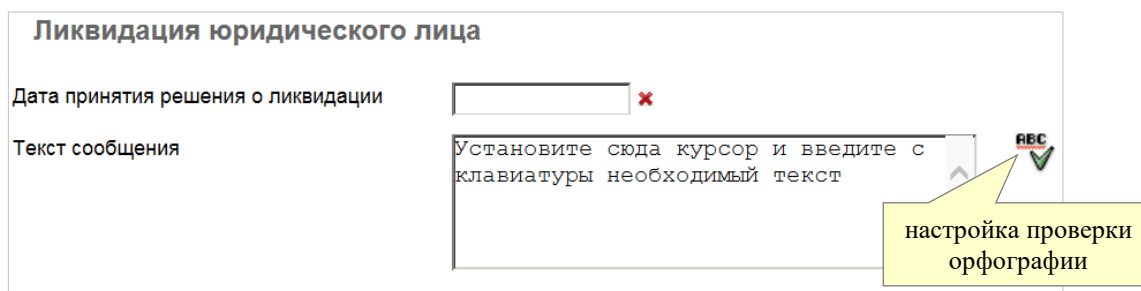 Ликвидация юридического лица
Дата принятия решения о ликвидации
Текст сообщения
Установите сюда курсор и введите с
клавиатуры необходимый текст
ABC
настройка проверки
орфографии